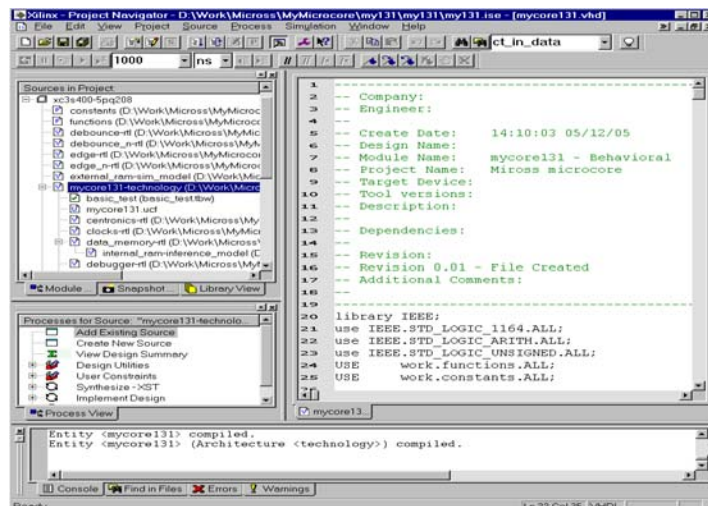 Xilinx - Project Navigator - D:\Work\Micross\MyMicrocore\my131\my131\my131.ise - [mycore131.vhd]
File Edit View Project Source Process Simulation Window Help
ct_in_data
1000 ns
Sources in Project:
xc3s400-5pq208
constants (D:\Work\Micross\MyMicroc
functions (D:\Work\Micross\MyMicroc
debounce-rtl (D:\Work\Micross\MyMic
debounce_n-rtl (D:\Work\Micross\MyM
edge-rtl (D:\Work\Micross\MyMicrocor
edge_n-rtl (D:\Work\Micross\MyMicroc
external_ram-sim_model (D:\Work\Mi
mycore131-technology (D:\Work\Micro
basic_test (basic_test.tbw)
mycore131.ucf
centronics-rtl (D:\Work\Micross\My
clocks-rtl (D:\Work\Micross\MyMicro
data_memory-rtl (D:\Work\Micross\
internal_ram-inference_model (D
debugger-rtl (D:\Work\Micross\My
Module ... Snapshot... Library View
Processes for Source: "mycore131-technolo...
Add Existing Source
Create New Source
View Design Summary
Design Utilities
User Constraints
Synthesize - XST
Implement Design
Process View
1 --------------------------------
2 -- Company:
3 -- Engineer:
4 --
5 -- Create Date: 14:10:03 05/12/05
6 -- Design Name:
7 -- Module Name: mycore131 - Behavioral
8 -- Project Name: Miross microcore
9 -- Target Device:
10 -- Tool versions:
11 -- Description:
12 --
13 -- Dependencies:
14 --
15 -- Revision:
16 -- Revision 0.01 - File Created
17 -- Additional Comments:
18 --
19 --------------------------------
20 library IEEE;
21 use IEEE.STD_LOGIC_1164.ALL;
22 use IEEE.STD_LOGIC_ARITH.ALL;
23 use IEEE.STD_LOGIC_UNSIGNED.ALL;
24 USE work.functions.ALL;
25 USE work.constants.ALL;
mycore13...
Entity <mycore131> compiled.
Entity <mycore131> (Architecture <technology>) compiled.
Console Find in Files Errors Warnings